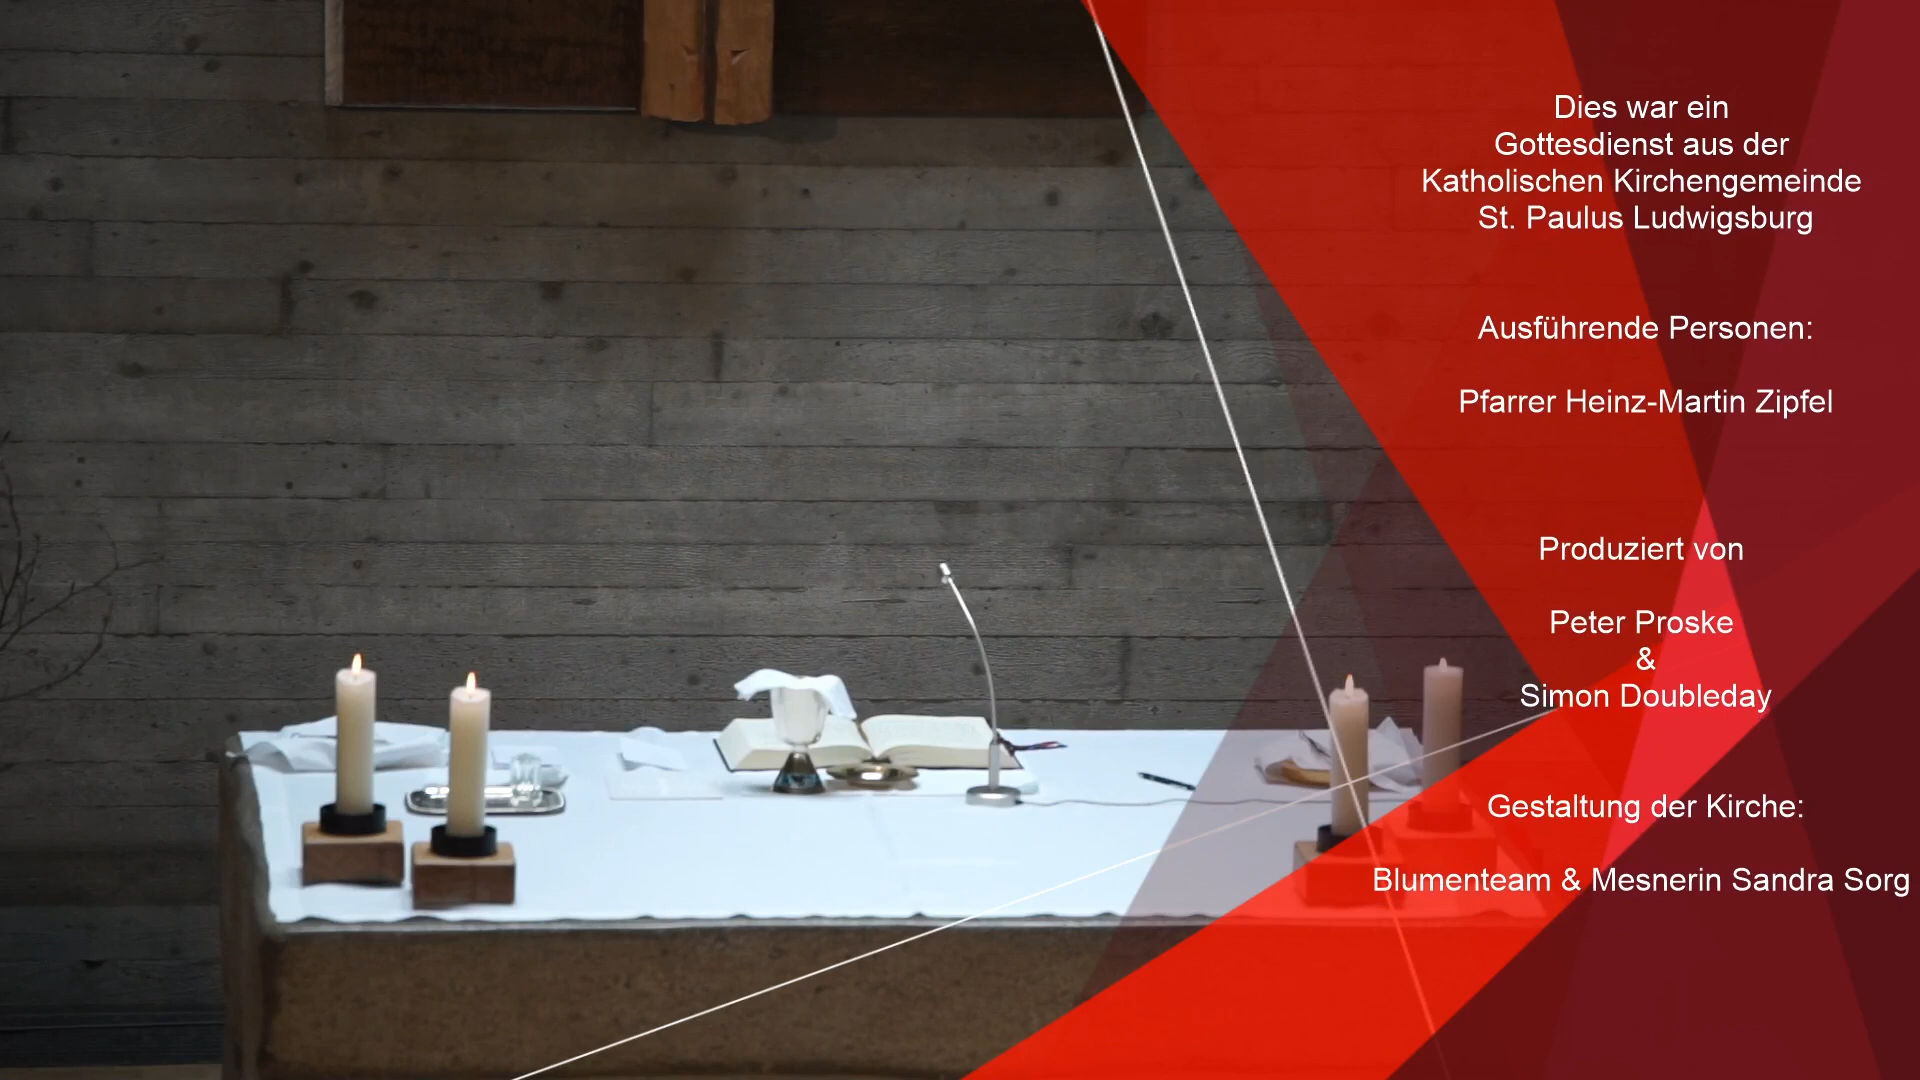 Dies war ein
Gottesdienst aus der
Katholischen Kirchengemeinde
St. Paulus Ludwigsburg
Ausführende Personen:
Pfarrer Heinz-Martin Zipfel
Produziert von
Peter Proske
&
Simon Doubleday
Gestaltung der Kirche:
Blumenteam & Mesnerin Sandra Sorg